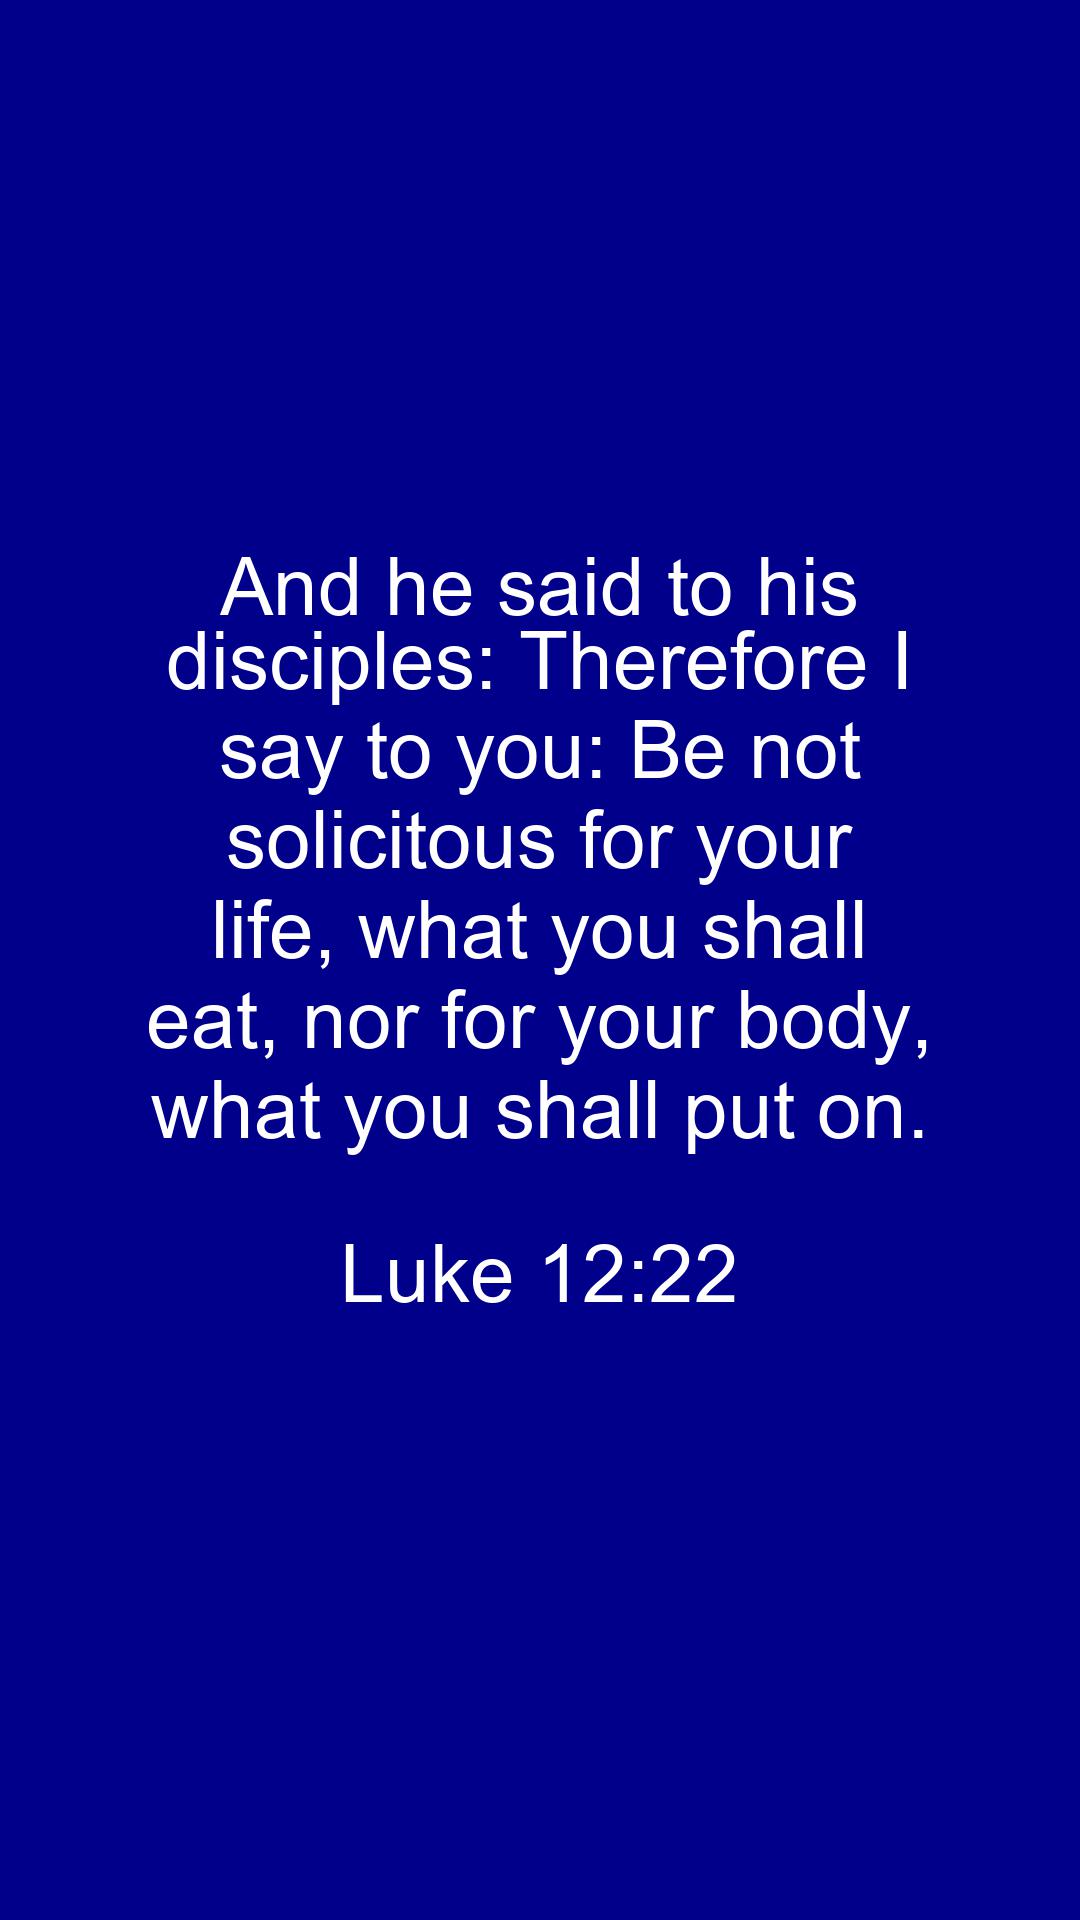 And he said to his
disciples: Therefore I
say to you: Be not
solicitous for your
life, what you shall
eat, nor for your body,
what you shall put on.
Luke 12:22